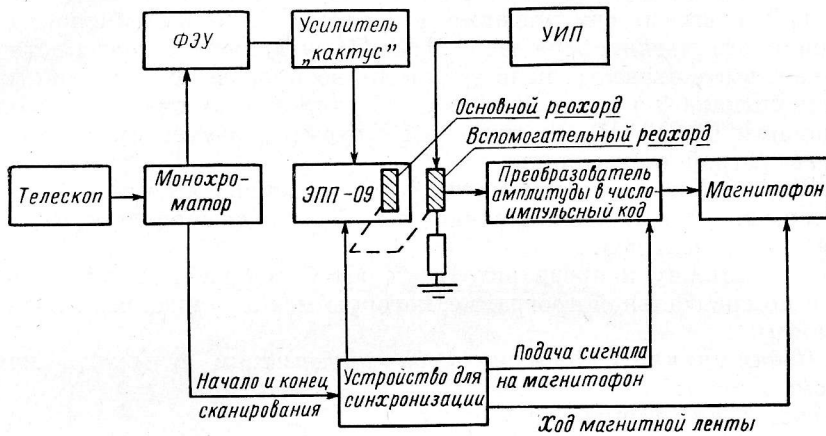 ФЭУ
Усилитель
„кактус”
УИП
Основной реохорд
Вспомогательный реохорд
Телескоп
Монохро-
матор
ЭПП-09
Преобразователь
амплитуды в число-
импульсный код
Магнитофон
Начало и конец
сканирования
Устройство для
синхронизации
Подача сигнала
на магнитофон
Ход магнитной ленты